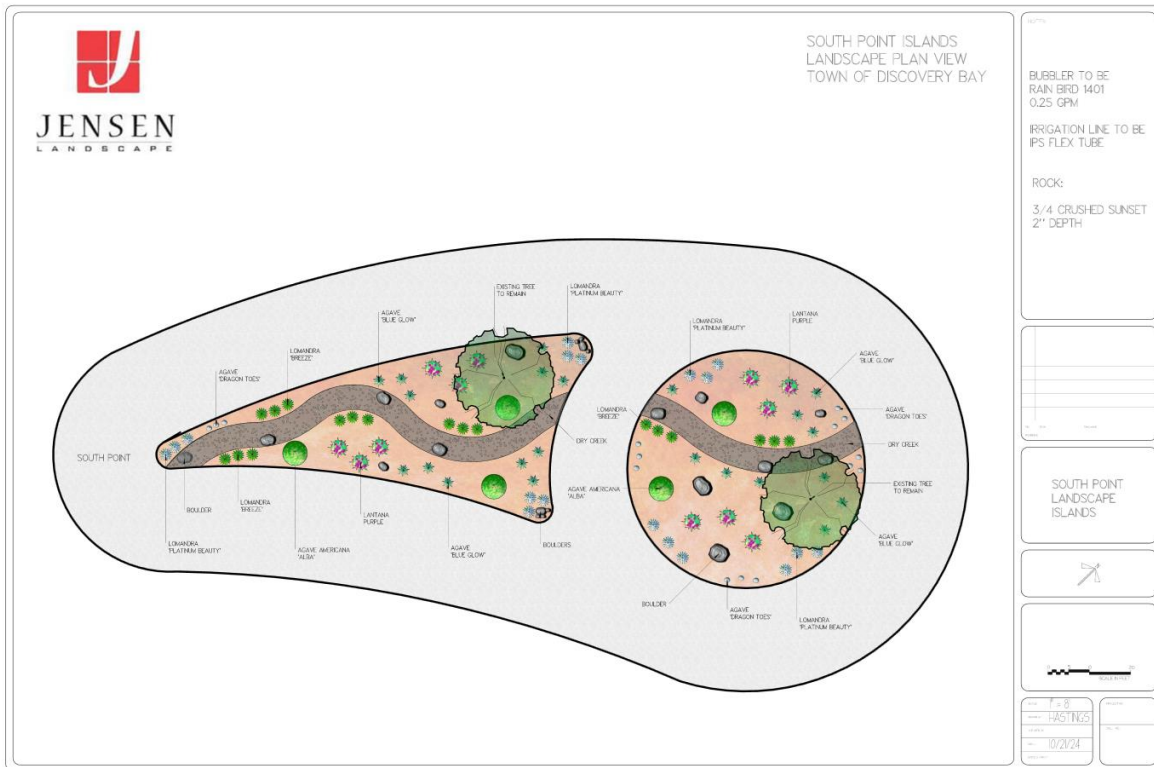 JENSEN
LANDSCAPE
SOUTH POINT ISLANDS
LANDSCAPE PLAN VIEW
TOWN OF DISCOVERY BAY
BUBBLER TO BE
RAIN BIRD 1401
0.25 GPM
IRRIGATION LINE TO BE
IPS FLEX TUBE
ROCK:
3/4 CRUSHED SUNSET
2" DEPTH
EXISTING TREE
TO REMAIN
LOMANDRA
'PLATINUM BEAUTY'
AGAVE
'BLUE GLOW'
LOMANDRA
'BREEZE'
AGAVE
'DRAGON TOES'
SOUTH POINT
LOMANDRA
'PLATINUM BEAUTY'
BOULDER
LOMANDRA
'BREEZE'
AGAVE AMERICANA
'ALBA'
LANTANA
PURPLE
AGAVE
'BLUE GLOW'
BOULDERS
DRY CREEK
LOMANDRA
'PLATINUM BEAUTY'
LANTANA
PURPLE
AGAVE
'BLUE GLOW'
LOMANDRA
'BREEZE'
AGAVE
'DRAGON TOES'
DRY CREEK
AGAVE AMERICANA
'ALBA'
EXISTING TREE
TO REMAIN
AGAVE
'BLUE GLOW'
BOULDER
AGAVE
'DRAGON TOES'
LOMANDRA
'PLATINUM BEAUTY'
SOUTH POINT
LANDSCAPE
ISLANDS
SCALE IN FEET
1" = 8'
HASTINGS
10/21/24